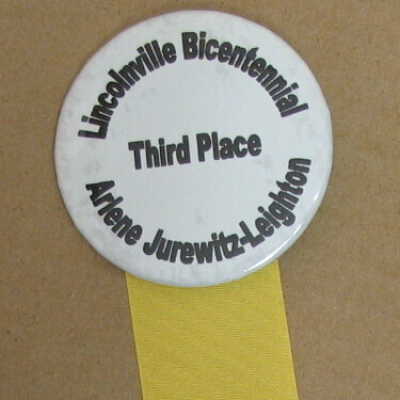 Lincolnville Bicentennial
Third Place
Arlene Jurewitz-Leighton